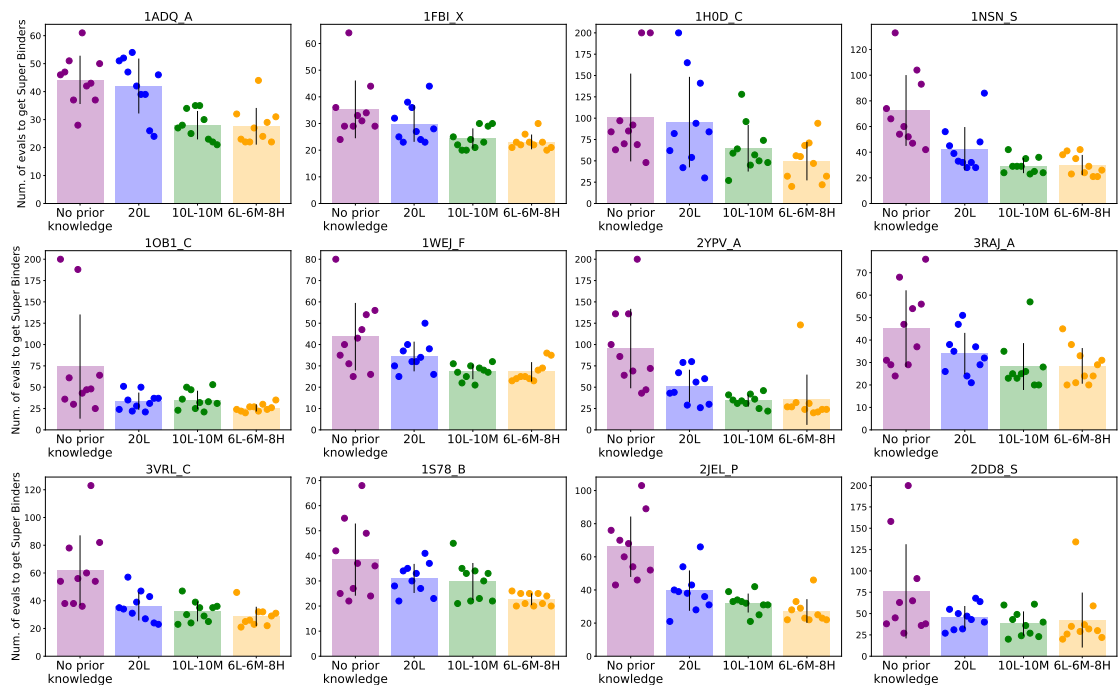 1ADQ_A
1FBI_X
1H0D_C
1NSN_S
Num. of evals to get Super Binders
0
10
20
30
40
50
60
No prior
knowledge
20L
10L-10M
6L-6M-8H
0
10
20
30
40
50
60
No prior
knowledge
20L
10L-10M
6L-6M-8H
0
25
50
75
100
125
150
175
200
No prior
knowledge
20L
10L-10M
6L-6M-8H
0
20
40
60
80
100
120
No prior
knowledge
20L
10L-10M
6L-6M-8H
1OB1_C
1WEJ_F
2YPV_A
3RAJ_A
Num. of evals to get Super Binders
0
25
50
75
100
125
150
175
200
No prior
knowledge
20L
10L-10M
6L-6M-8H
0
10
20
30
40
50
60
70
80
No prior
knowledge
20L
10L-10M
6L-6M-8H
0
25
50
75
100
125
150
175
200
No prior
knowledge
20L
10L-10M
6L-6M-8H
0
10
20
30
40
50
60
70
80
No prior
knowledge
20L
10L-10M
6L-6M-8H
3VRL_C
1S78_B
2JEL_P
2DD8_S
Num. of evals to get Super Binders
0
20
40
60
80
100
120
No prior
knowledge
20L
10L-10M
6L-6M-8H
0
10
20
30
40
50
60
70
No prior
knowledge
20L
10L-10M
6L-6M-8H
0
20
40
60
80
100
No prior
knowledge
20L
10L-10M
6L-6M-8H
0
25
50
75
100
125
150
175
200
No prior
knowledge
20L
10L-10M
6L-6M-8H